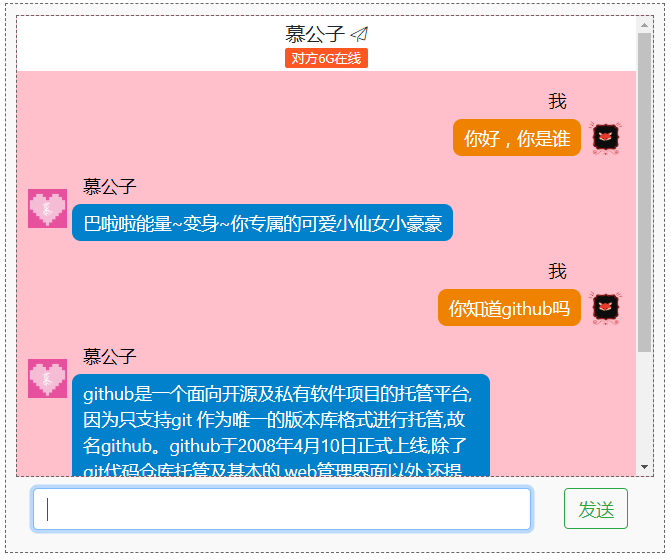 慕公子
对方6G在线
我
你好，你是谁
慕公子
巴啦啦能量~变身~你专属的可爱小仙女小豪豪
我
你知道github吗
慕公子
github是一个面向开源及私有软件项目的托管平台,
因为只支持git 作为唯一的版本库格式进行托管,故
名github。github于2008年4月10日正式上线,除了
git代码仓库托管及基本的 web管理界面以外,还提
发送